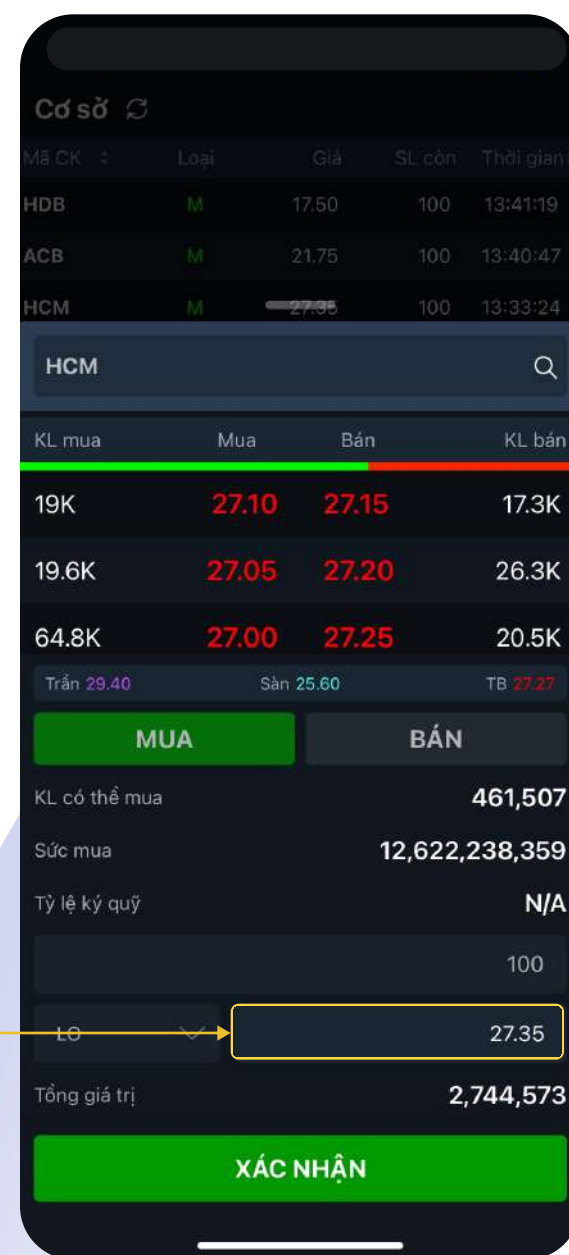 Cơ sở
Mã CK Loại Giá SL còn Thời gian
HDB M 17.50 100 13:41:19
ACB M 21.75 100 13:40:47
HCM M 27.35 100 13:33:24
HCM
KL mua Mua Bán KL bán
19K 27.10 27.15 17.3K
19.6K 27.05 27.20 26.3K
64.8K 27.00 27.25 20.5K
Trần 29.40 Sàn 25.60 TB 27.27
MUA BÁN
KL có thể mua 461,507
Sức mua 12,622,238,359
Tỷ lệ ký quỹ N/A
100
LO 27.35
Tổng giá trị 2,744,573
XÁC NHẬN